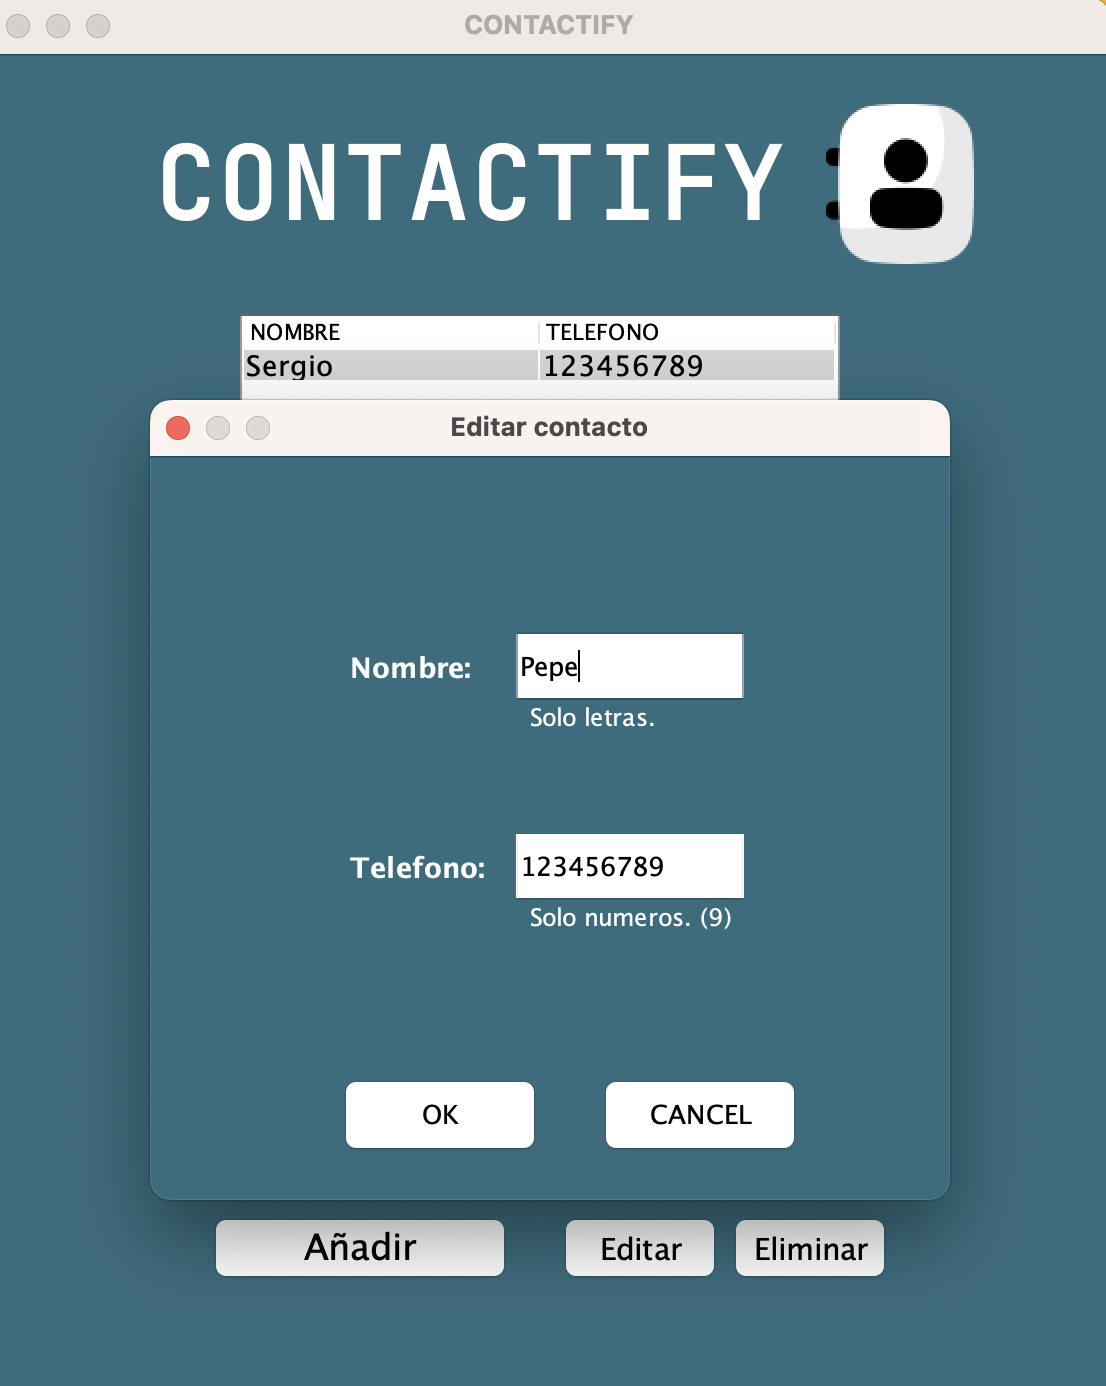 CONTACTIFY
CONTACTIFY
NOMBRE TELEFONO
Sergio 123456789
Editar contacto
Nombre: Pepe
Solo letras.
Telefono: 123456789
Solo numeros. (9)
OK CANCEL
Añadir Editar Eliminar